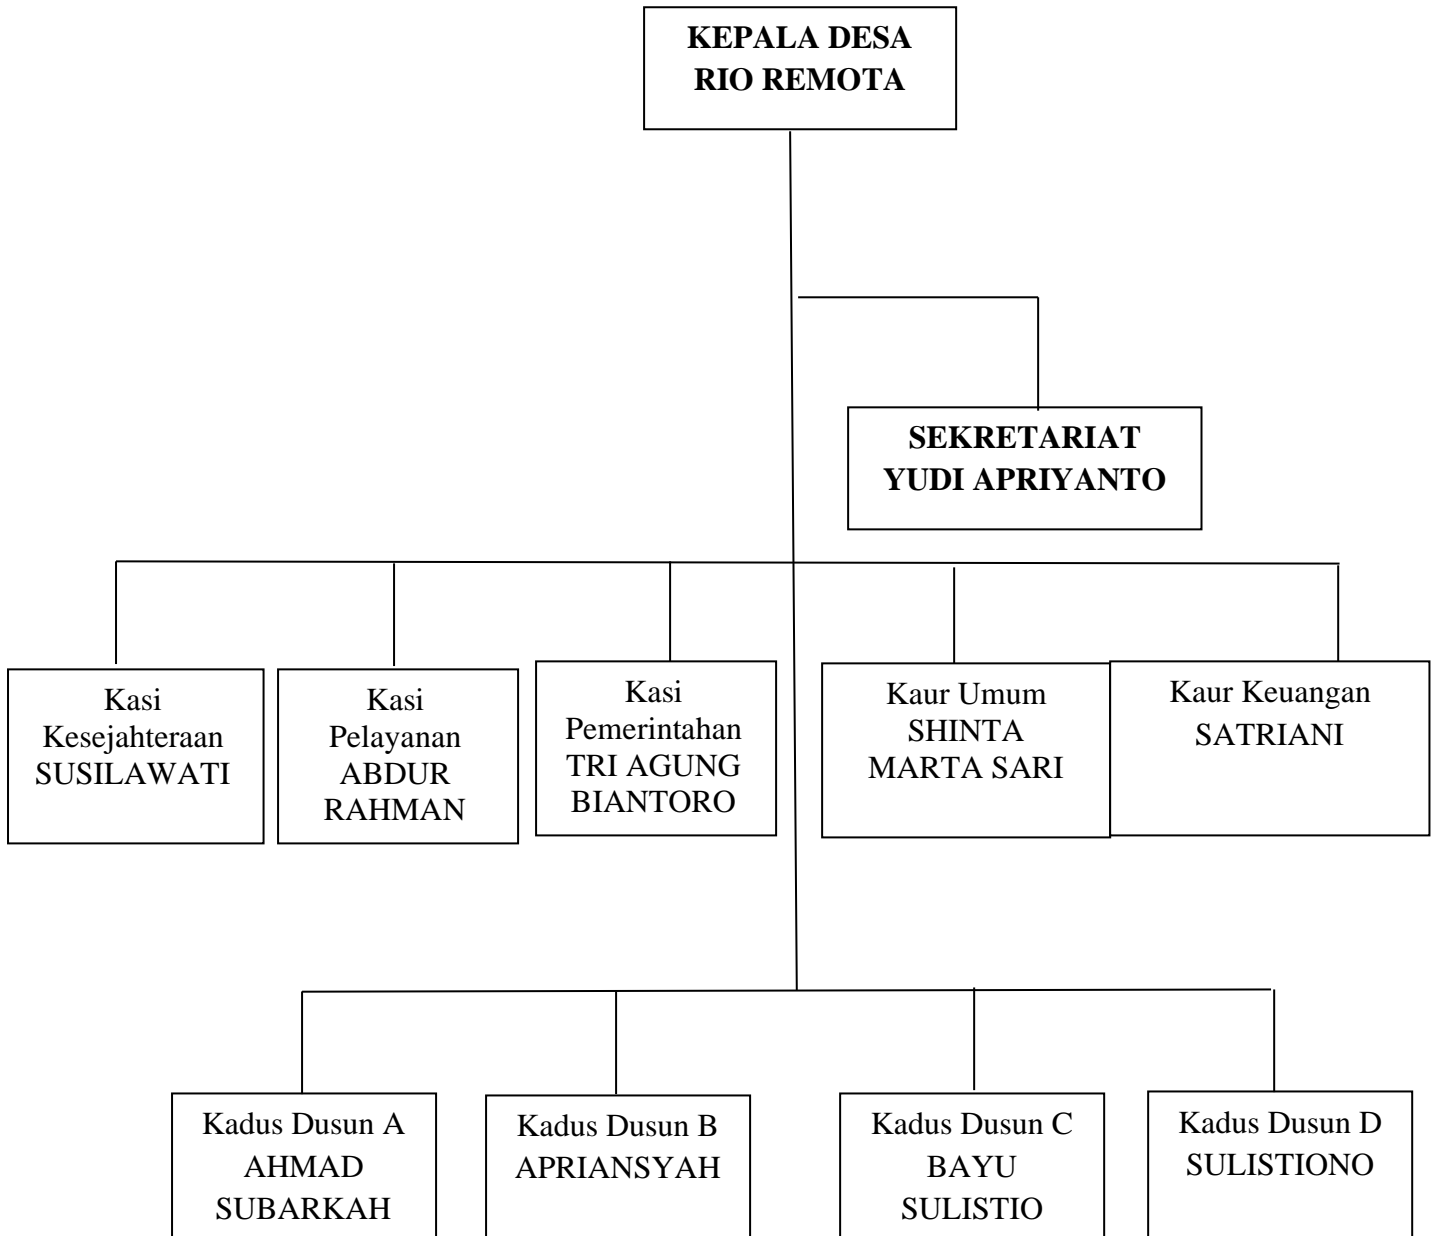 KEPALA DESA
RIO REMOTA
SEKRETARIAT
YUDI APRIYANTO
Kasi
Kesejahteraan
SUSILAWATI
Kasi
Pelayanan
ABDUR
RAHMAN
Kasi
Pemerintahan
TRI AGUNG
BIANTORO
Kaur Umum
SHINTA
MARTA SARI
Kaur Keuangan
SATRIANI
Kadus Dusun A
AHMAD
SUBARKAH
Kadus Dusun B
APRIANSYAH
Kadus Dusun C
BAYU
SULISTIO
Kadus Dusun D
SULISTIONO